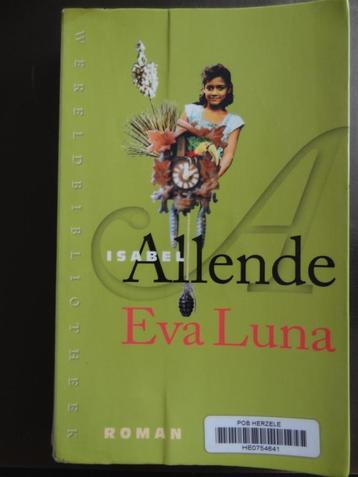 WERELDBIBLIOTHEEK
A
ISABEL
Allende
Eva Luna
ROMAN
POB HERZELE
HE0754641